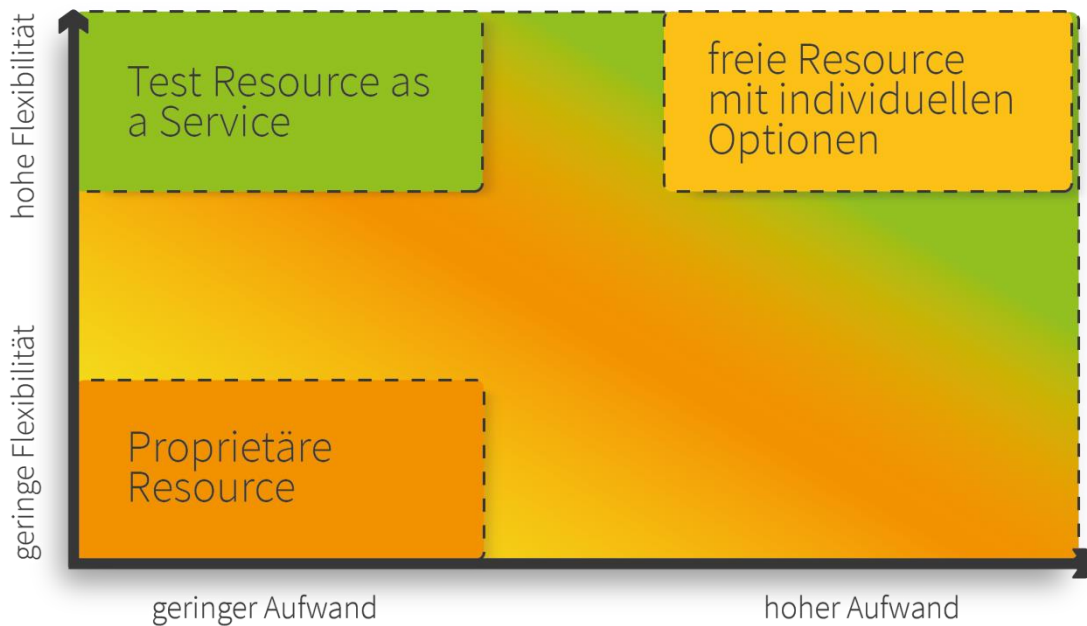 hohe Flexibilität
Test Resource as
a Service
freie Resource
mit individuellen
Optionen
geringe Flexibilität
Proprietäre
Resource
geringer Aufwand
hoher Aufwand